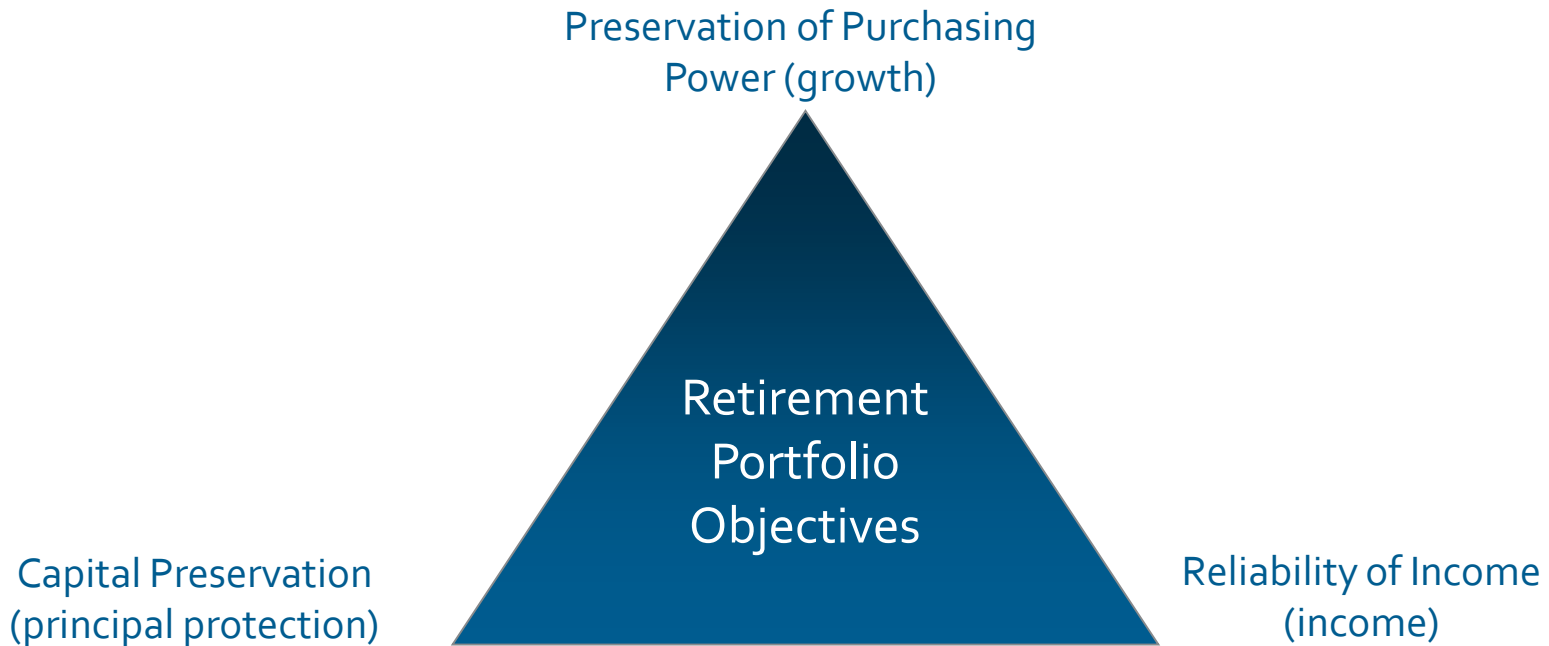 Preservation of Purchasing
Power (growth)
Retirement
Portfolio
Objectives
Capital Preservation
(principal protection)
Reliability of Income
(income)